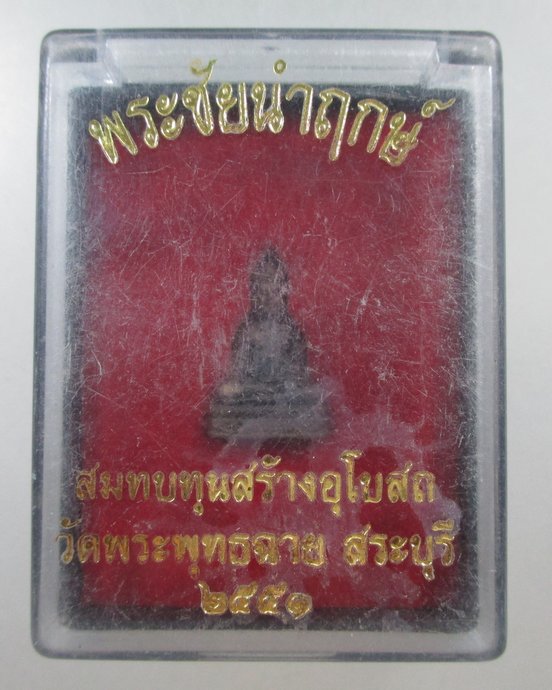 พระชัยนำฤกษ์
สมทบทุนสร้างอุโบสถ
วัดพระพุทธฉาย สระบุรี
๒๕๕๑